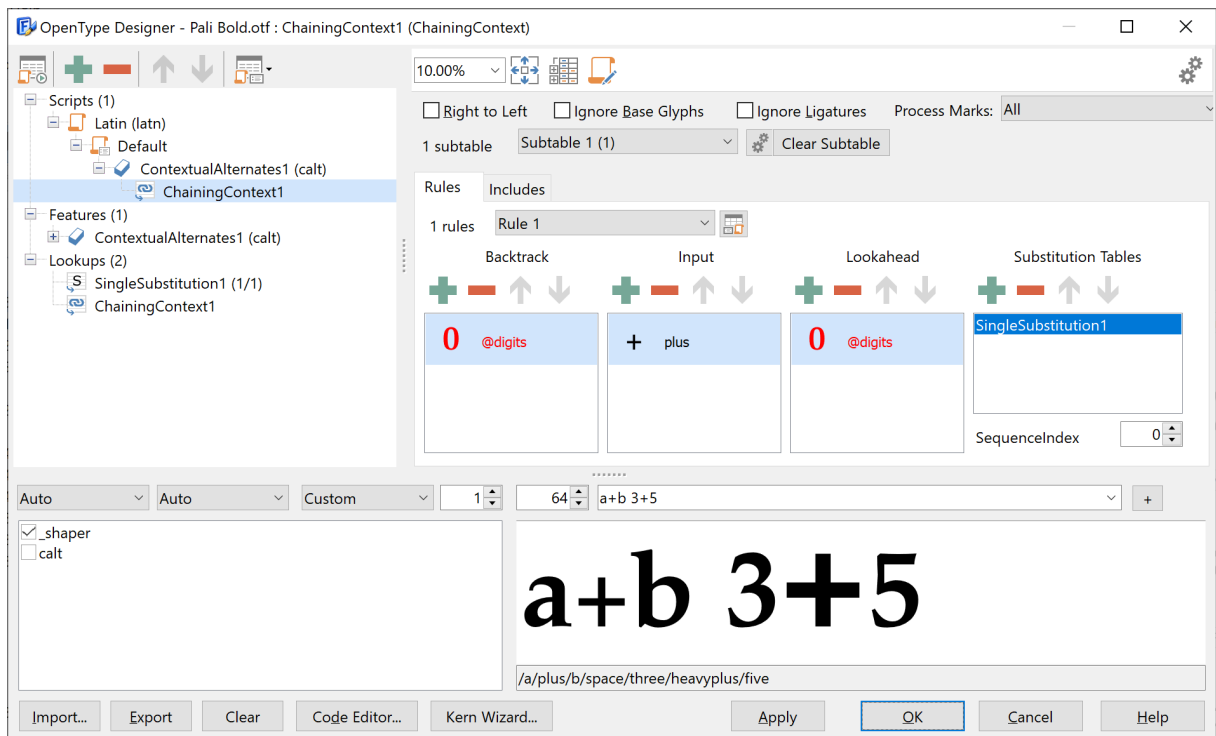 OpenType Designer - Pali Bold.otf : ChainingContext1 (ChainingContext)
10.00%
Scripts (1)
Latin (latn)
Default
ContextualAlternates1 (calt)
ChainingContext1
Features (1)
ContextualAlternates1 (calt)
Lookups (2)
S SingleSubstitution1 (1/1)
ChainingContext1
Right to Left Ignore Base Glyphs Ignore Ligatures Process Marks: All
1 subtable Subtable 1 (1) Clear Subtable
Rules Includes
1 rules Rule 1
Backtrack Input Lookahead Substitution Tables
0 @digits + plus 0 @digits SingleSubstitution1
SequenceIndex 0
Auto Auto Custom 1 64 a+b 3+5 +
_shaper
calt
a+b 3+5
/a/plus/b/space/three/heavyplus/five
Import... Export Clear Code Editor... Kern Wizard... Apply OK Cancel Help